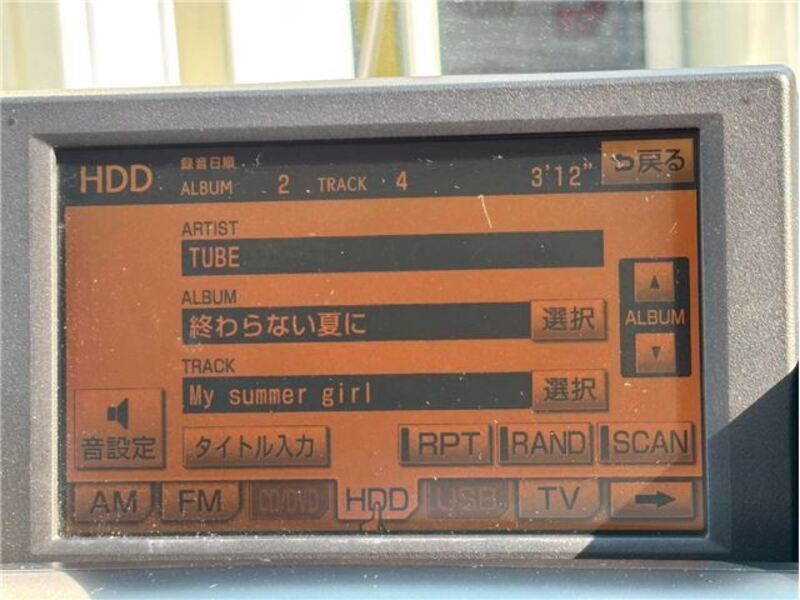 HDD 録音日順
ALBUM 2 TRACK 4 3'12" 戻る
ARTIST
TUBE
ALBUM
終わらない夏に 選択
ALBUM
TRACK
My summer girl 選択
音設定 タイトル入力 RPT RAND SCAN
AM FM CD/DVD HDD USB TV